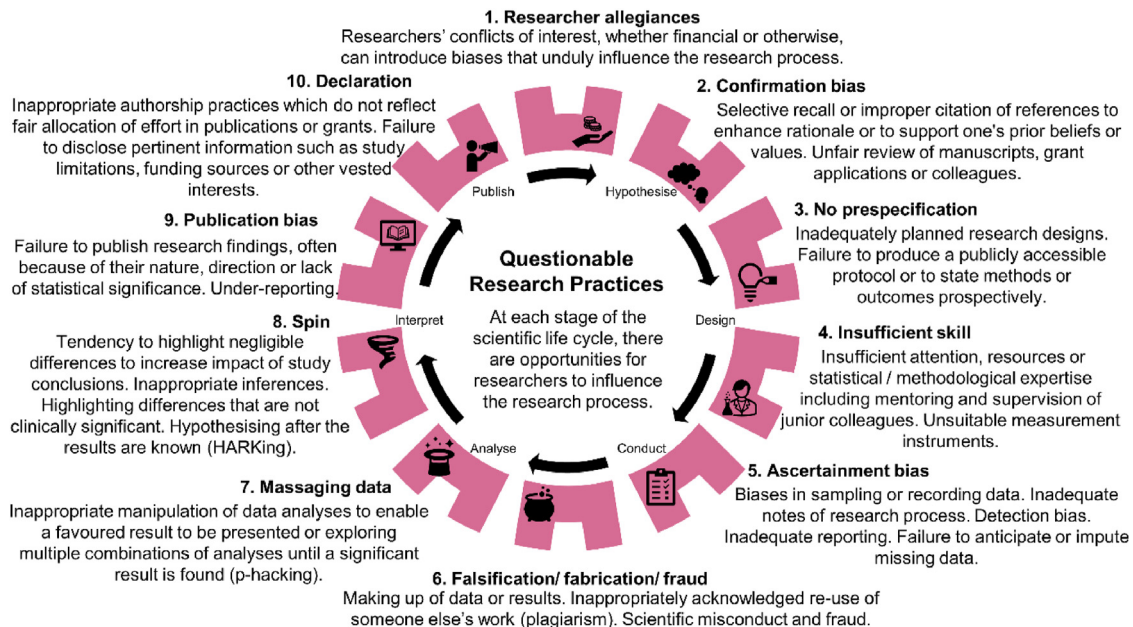 1. Researcher allegiances
Researchers' conflicts of interest, whether financial or otherwise,
can introduce biases that unduly influence the research process.
2. Confirmation bias
Selective recall or improper citation of references to
enhance rationale or to support one's prior beliefs or
values. Unfair review of manuscripts, grant
applications or colleagues.
3. No prespecification
Inadequately planned research designs.
Failure to produce a publicly accessible
protocol or to state methods or
outcomes prospectively.
4. Insufficient skill
Insufficient attention, resources or
statistical / methodological expertise
including mentoring and supervision of
junior colleagues. Unsuitable measurement
instruments.
5. Ascertainment bias
Biases in sampling or recording data. Inadequate
notes of research process. Detection bias.
Inadequate reporting. Failure to anticipate or impute
missing data.
6. Falsification/ fabrication/ fraud
Making up of data or results. Inappropriately acknowledged re-use of
someone else's work (plagiarism). Scientific misconduct and fraud.
7. Massaging data
Inappropriate manipulation of data analyses to enable
a favoured result to be presented or exploring
multiple combinations of analyses until a significant
result is found (p-hacking).
8. Spin
Tendency to highlight negligible
differences to increase impact of study
conclusions. Inappropriate inferences.
Highlighting differences that are not
clinically significant. Hypothesising after the
results are known (HARKing).
9. Publication bias
Failure to publish research findings, often
because of their nature, direction or lack
of statistical significance. Under-reporting.
10. Declaration
Inappropriate authorship practices which do not reflect
fair allocation of effort in publications or grants. Failure
to disclose pertinent information such as study
limitations, funding sources or other vested
interests.
Publish
Hypothesise
Design
Conduct
Analyse
Interpret
Questionable
Research Practices
At each stage of the
scientific life cycle, there
are opportunities for
researchers to influence
the research process.